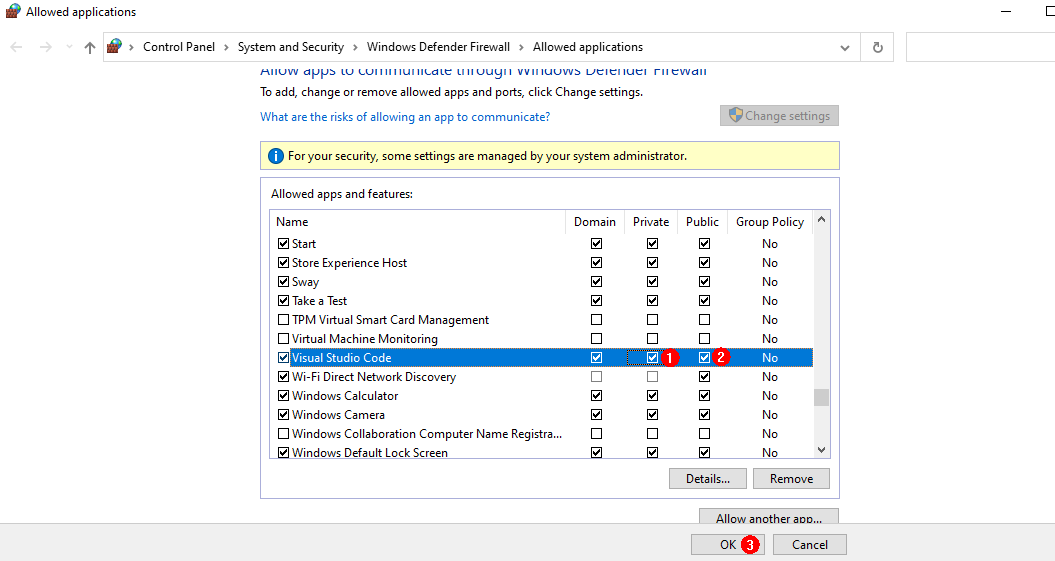 Allowed applications
Control Panel > System and Security > Windows Defender Firewall > Allowed applications
Allow apps to communicate through Windows Defender Firewall
To add, change or remove allowed apps and ports, click Change settings.
What are the risks of allowing an app to communicate?
Change settings
For your security, some settings are managed by your system administrator.
Allowed apps and features:
Name Domain Private Public Group Policy
Start No
Store Experience Host No
Sway No
Take a Test No
TPM Virtual Smart Card Management No
Virtual Machine Monitoring No
Visual Studio Code 1 2 No
Wi-Fi Direct Network Discovery No
Windows Calculator No
Windows Camera No
Windows Collaboration Computer Name Registra... No
Windows Default Lock Screen No
Details... Remove
Allow another app...
OK 3 Cancel